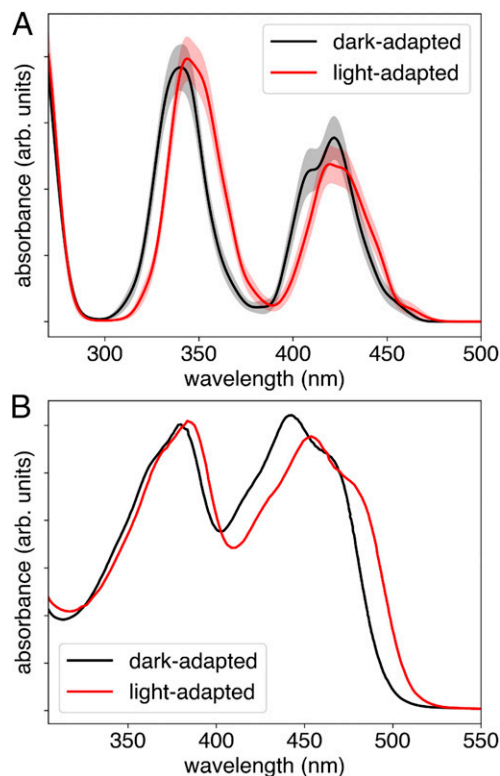 A
dark-adapted
light-adapted
absorbance (arb. units)
300 350 400 450 500
wavelength (nm)
B
dark-adapted
light-adapted
absorbance (arb. units)
350 400 450 500 550
wavelength (nm)